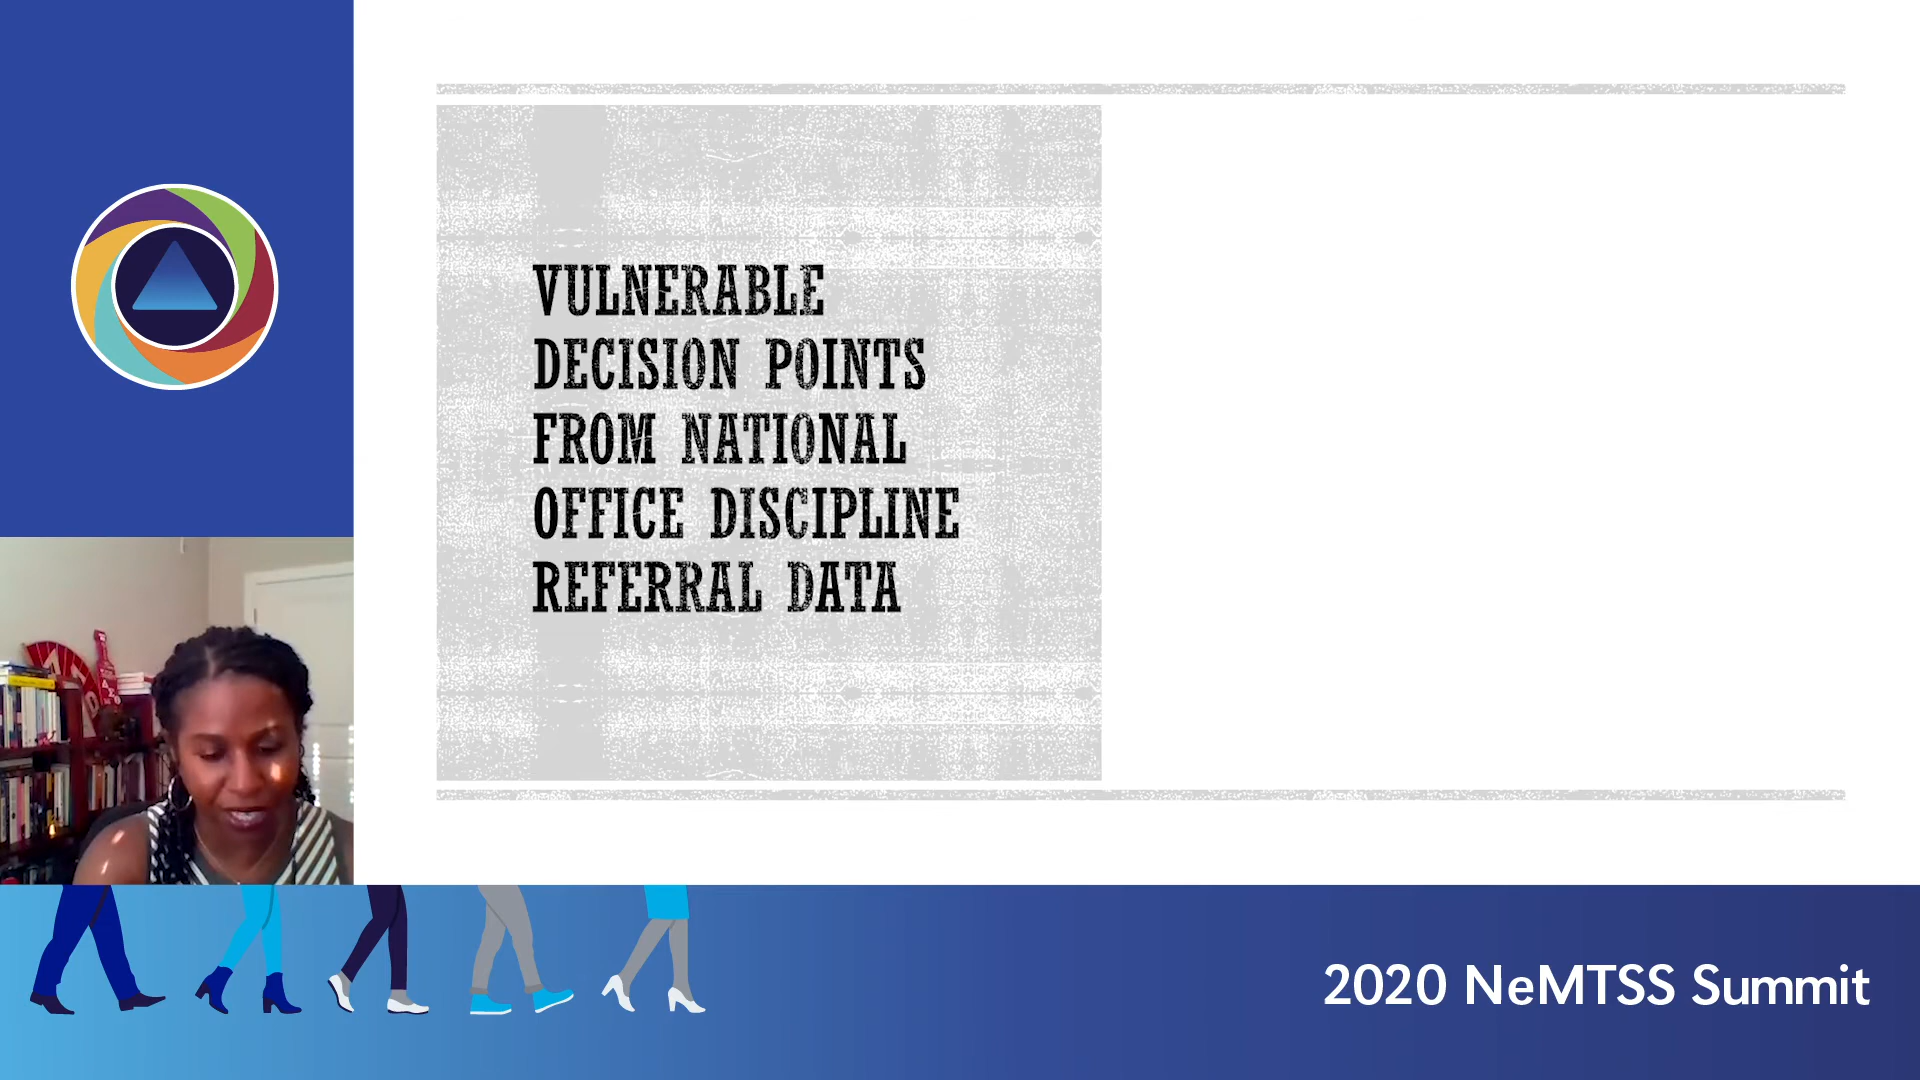 VULNERABLE
DECISION POINTS
FROM NATIONAL
OFFICE DISCIPLINE
REFERRAL DATA
2020 NeMTSS Summit